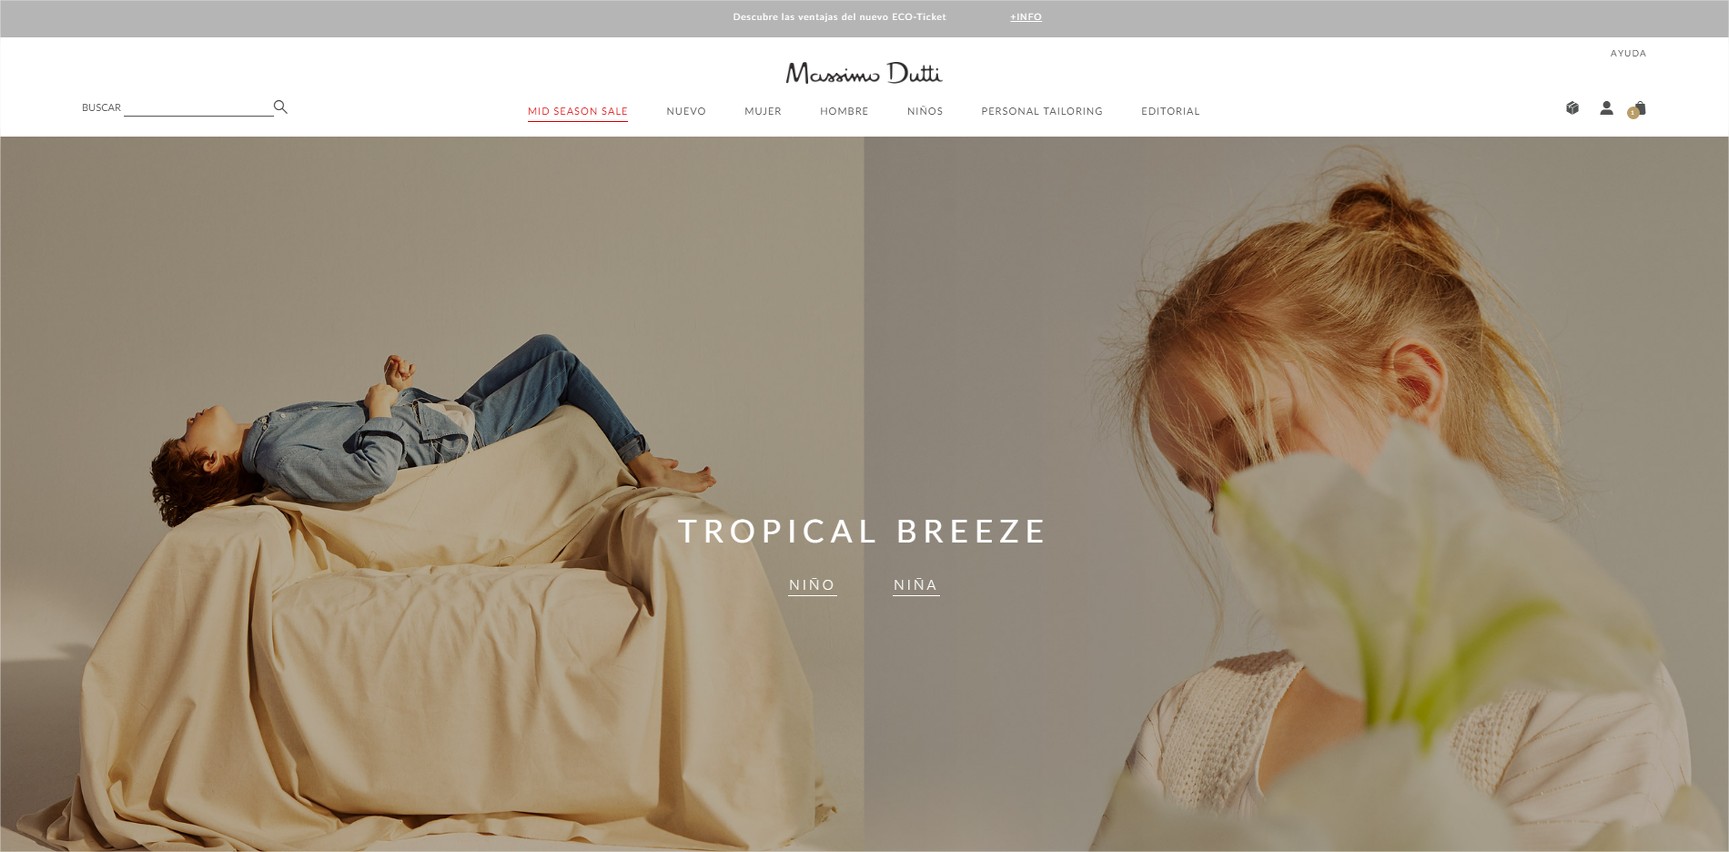 Descubre las ventajas del nuevo ECO-Ticket +INFO
AYUDA
Massimo Dutti
BUSCAR
MID SEASON SALE NUEVO MUJER HOMBRE NIÑOS PERSONAL TAILORING EDITORIAL
1
TROPICAL BREEZE
NIÑO NIÑA